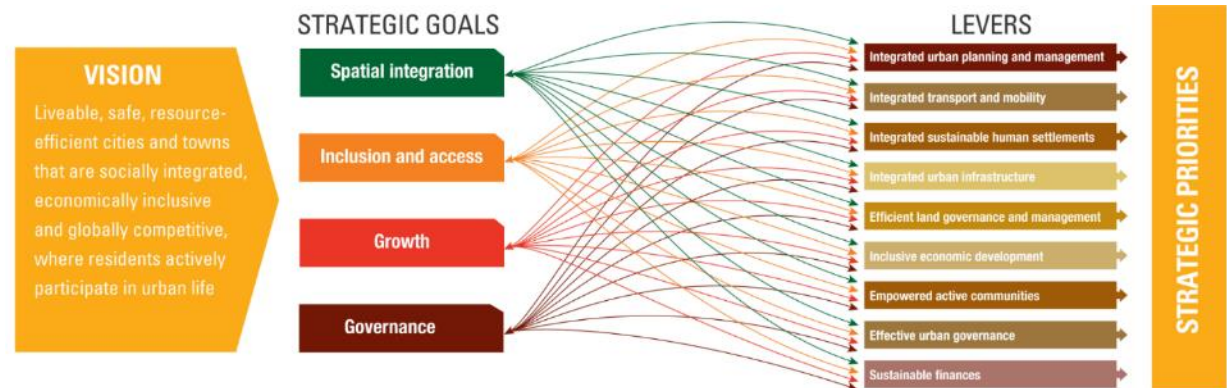 VISION
Liveable, safe, resource-
efficient cities and towns
that are socially integrated,
economically inclusive
and globally competitive,
where residents actively
participate in urban life
STRATEGIC GOALS
Spatial integration
Inclusion and access
Growth
Governance
LEVERS
Integrated urban planning and management
Integrated transport and mobility
Integrated sustainable human settlements
Integrated urban infrastructure
Efficient land governance and management
Inclusive economic development
Empowered active communities
Effective urban governance
Sustainable finances
STRATEGIC PRIORITIES